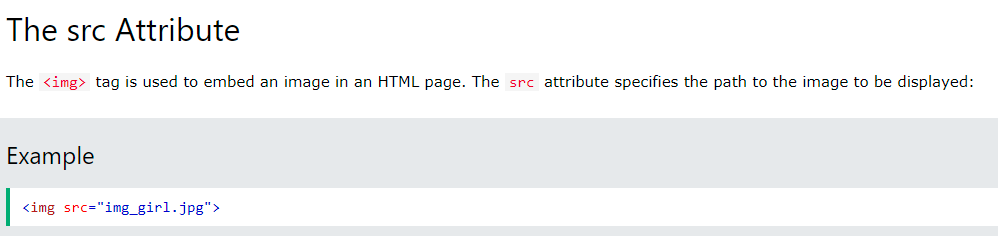 The src Attribute
The <img> tag is used to embed an image in an HTML page. The src attribute specifies the path to the image to be displayed:
Example
<img src="img_girl.jpg">